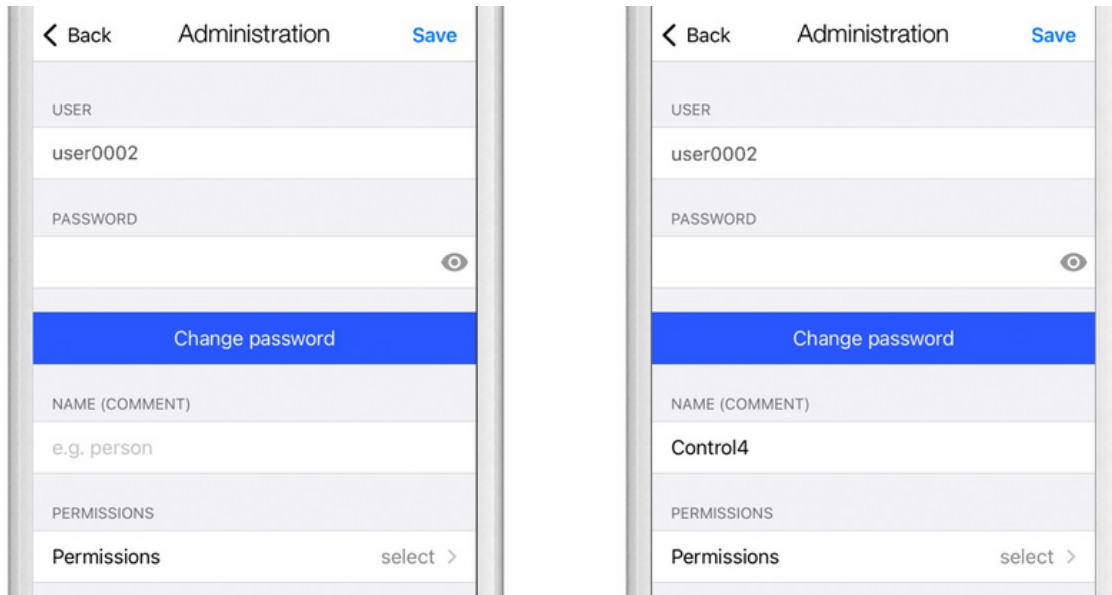 Back Administration Save
USER
user0002
PASSWORD
Change password
NAME (COMMENT)
e.g. person
PERMISSIONS
Permissions select >
Back Administration Save
USER
user0002
PASSWORD
Change password
NAME (COMMENT)
Control4
PERMISSIONS
Permissions select >